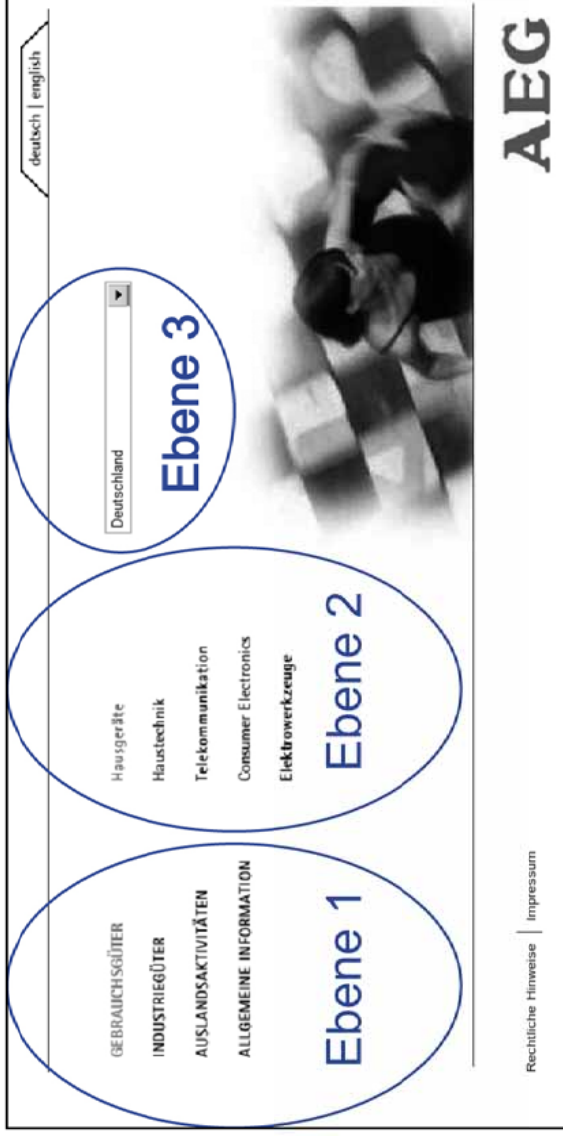 deutsch | english
GEBRAUCHSGÜTER
INDUSTRIEGÜTER
AUSLANDSAKTIVITÄTEN
ALLGEMEINE INFORMATION
Ebene 1
Hausgeräte
Haustechnik
Telekommunikation
Consumer Electronics
Elektrowerkzeuge
Ebene 2
Deutschland
Ebene 3
Rechtliche Hinweise | Impressum
AEG